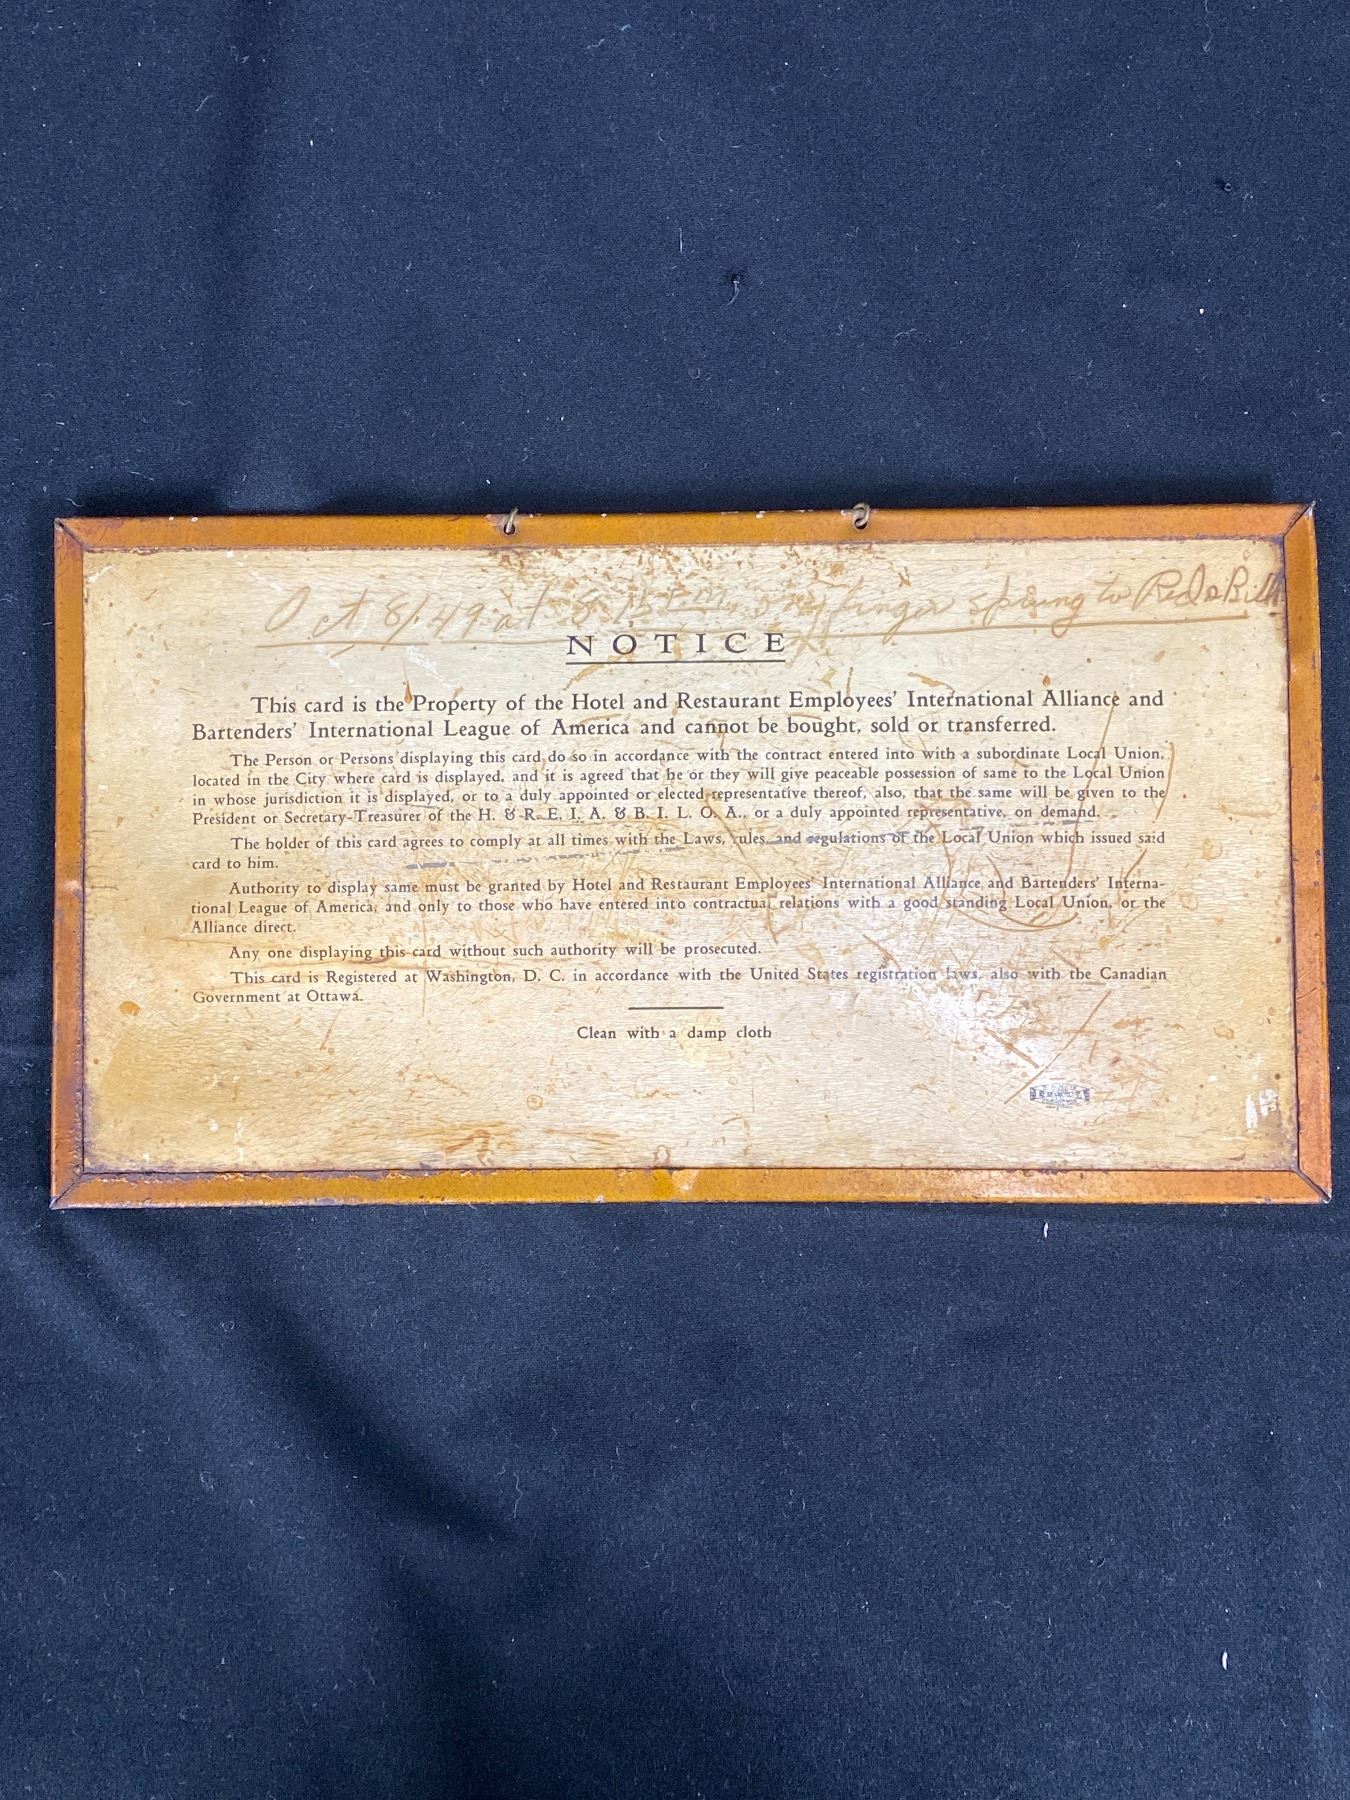 Oct 8/.49 at 8.15 P.M. finger spring to Red & Bill
NOTICE
This card is the Property of the Hotel and Restaurant Employees' International Alliance and
Bartenders' International League of America and cannot be bought, sold or transferred.
The Person or Persons displaying this card do so in accordance with the contract entered into with a subordinate Local Union,
located in the City where card is displayed, and it is agreed that he or they will give peaceable possession of same to the Local Union
in whose jurisdiction it is displayed, or to a duly appointed or elected representative thereof, also, that the same will be given to the
President or Secretary-Treasurer of the H. & R. E. I. A. & B. I. L. O. A., or a duly appointed representative, on demand.
The holder of this card agrees to comply at all times with the Laws, rules and regulations of the Local Union which issued said
card to him.
Authority to display same must be granted by Hotel and Restaurant Employees' International Alliance and Bartenders' Interna-
tional League of America, and only to those who have entered into contractual relations with a good standing Local Union, or the
Alliance direct.
Any one displaying this card without such authority will be prosecuted.
This card is Registered at Washington, D. C. in accordance with the United States registration laws, also with the Canadian
Government at Ottawa.
Clean with a damp cloth